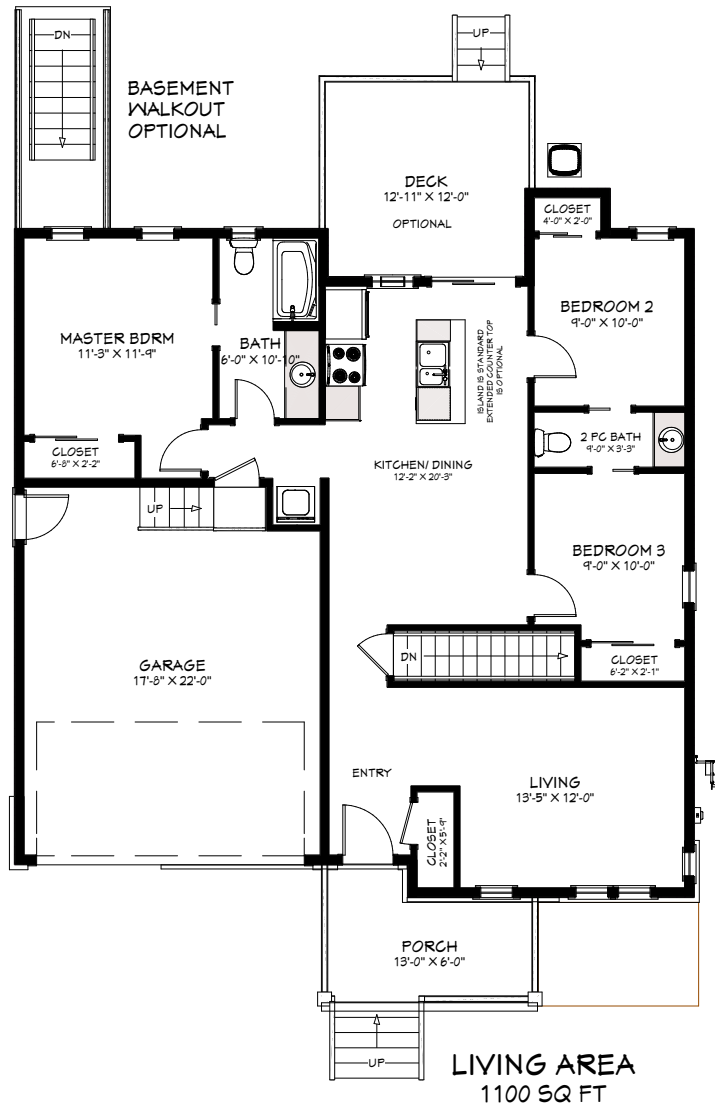 DN
UP
BASEMENT
WALKOUT
OPTIONAL
DECK
12'-11" X 12'-0"
OPTIONAL
CLOSET
4'-0" X 2'-0"
MASTER BDRM
11'-3" X 11'-9"
BATH
6'-0" X 10'-10"
ISLAND IS STANDARD
EXTENDED COUNTER TOP
IS OPTIONAL
BEDROOM 2
9'-0" X 10'-0"
CLOSET
6'-8" X 2'-2"
KITCHEN/ DINING
12'-2" X 20'-3"
2 PC BATH
9'-0" X 3'-3"
UP
BEDROOM 3
9'-0" X 10'-0"
GARAGE
17'-8" X 22'-0"
DN
CLOSET
6'-2" X 2'-1"
ENTRY
LIVING
13'-5" X 12'-0"
CLOSET
2'-2" X 5'-9"
PORCH
13'-0" X 6'-0"
UP
LIVING AREA
1100 SQ FT